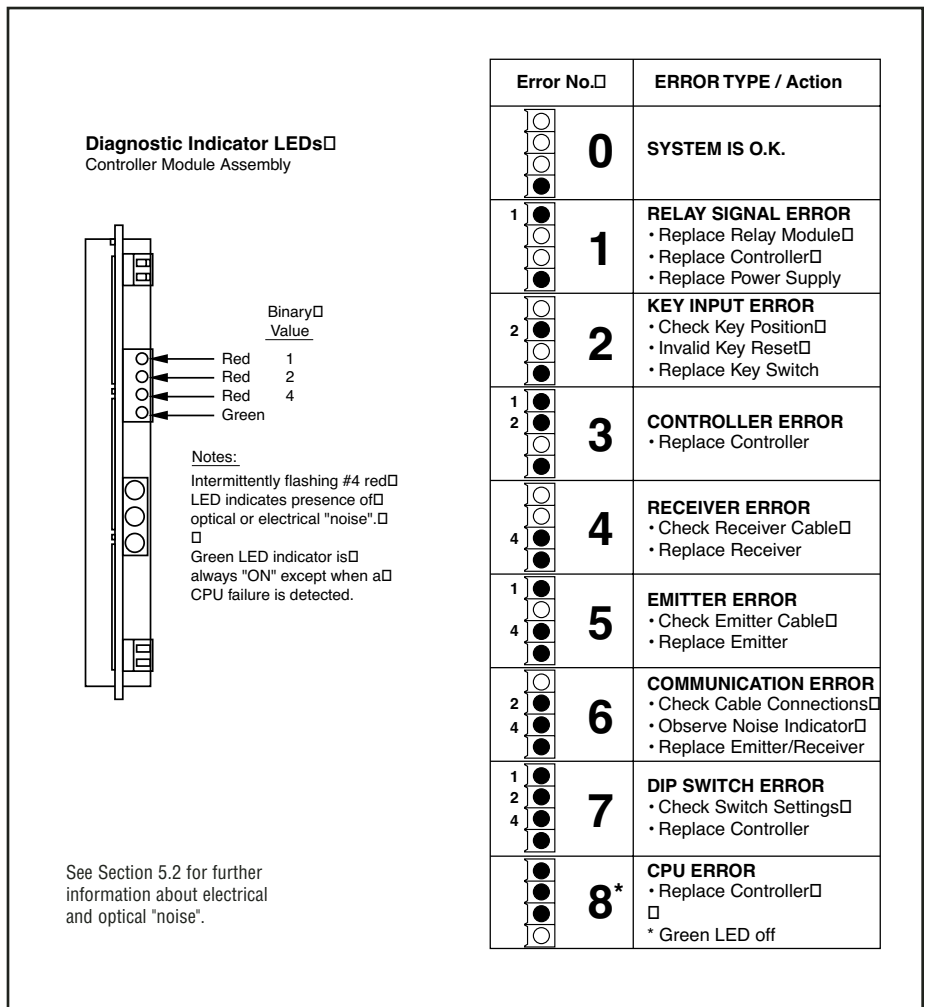 Diagnostic Indicator LEDs□
Controller Module Assembly
Binary□
Value
Red 1
Red 2
Red 4
Green
Notes:
Intermittently flashing #4 red□
LED indicates presence of□
optical or electrical "noise".□
□
Green LED indicator is□
always "ON" except when a□
CPU failure is detected.
See Section 5.2 for further
information about electrical
and optical "noise".
Error No.□ ERROR TYPE / Action
0 SYSTEM IS O.K.
1 1 RELAY SIGNAL ERROR
• Replace Relay Module□
• Replace Controller□
• Replace Power Supply
2 2 KEY INPUT ERROR
• Check Key Position□
• Invalid Key Reset□
• Replace Key Switch
1
2 3 CONTROLLER ERROR
• Replace Controller
4 4 RECEIVER ERROR
• Check Receiver Cable□
• Replace Receiver
1
4 5 EMITTER ERROR
• Check Emitter Cable□
• Replace Emitter
2
4 6 COMMUNICATION ERROR
• Check Cable Connections□
• Observe Noise Indicator□
• Replace Emitter/Receiver
1
2
4 7 DIP SWITCH ERROR
• Check Switch Settings□
• Replace Controller
8* CPU ERROR
• Replace Controller□
□
* Green LED off